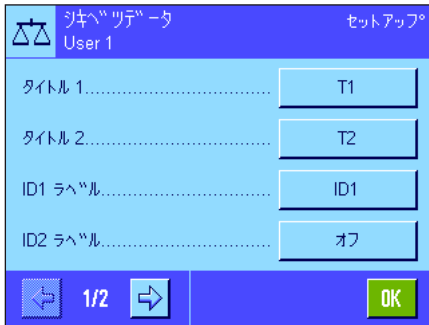 シキベツデータ
User 1
セットアップ
タイトル 1
T1
タイトル 2
T2
ID1 ラベル
ID1
ID2 ラベル
オフ
1/2
OK